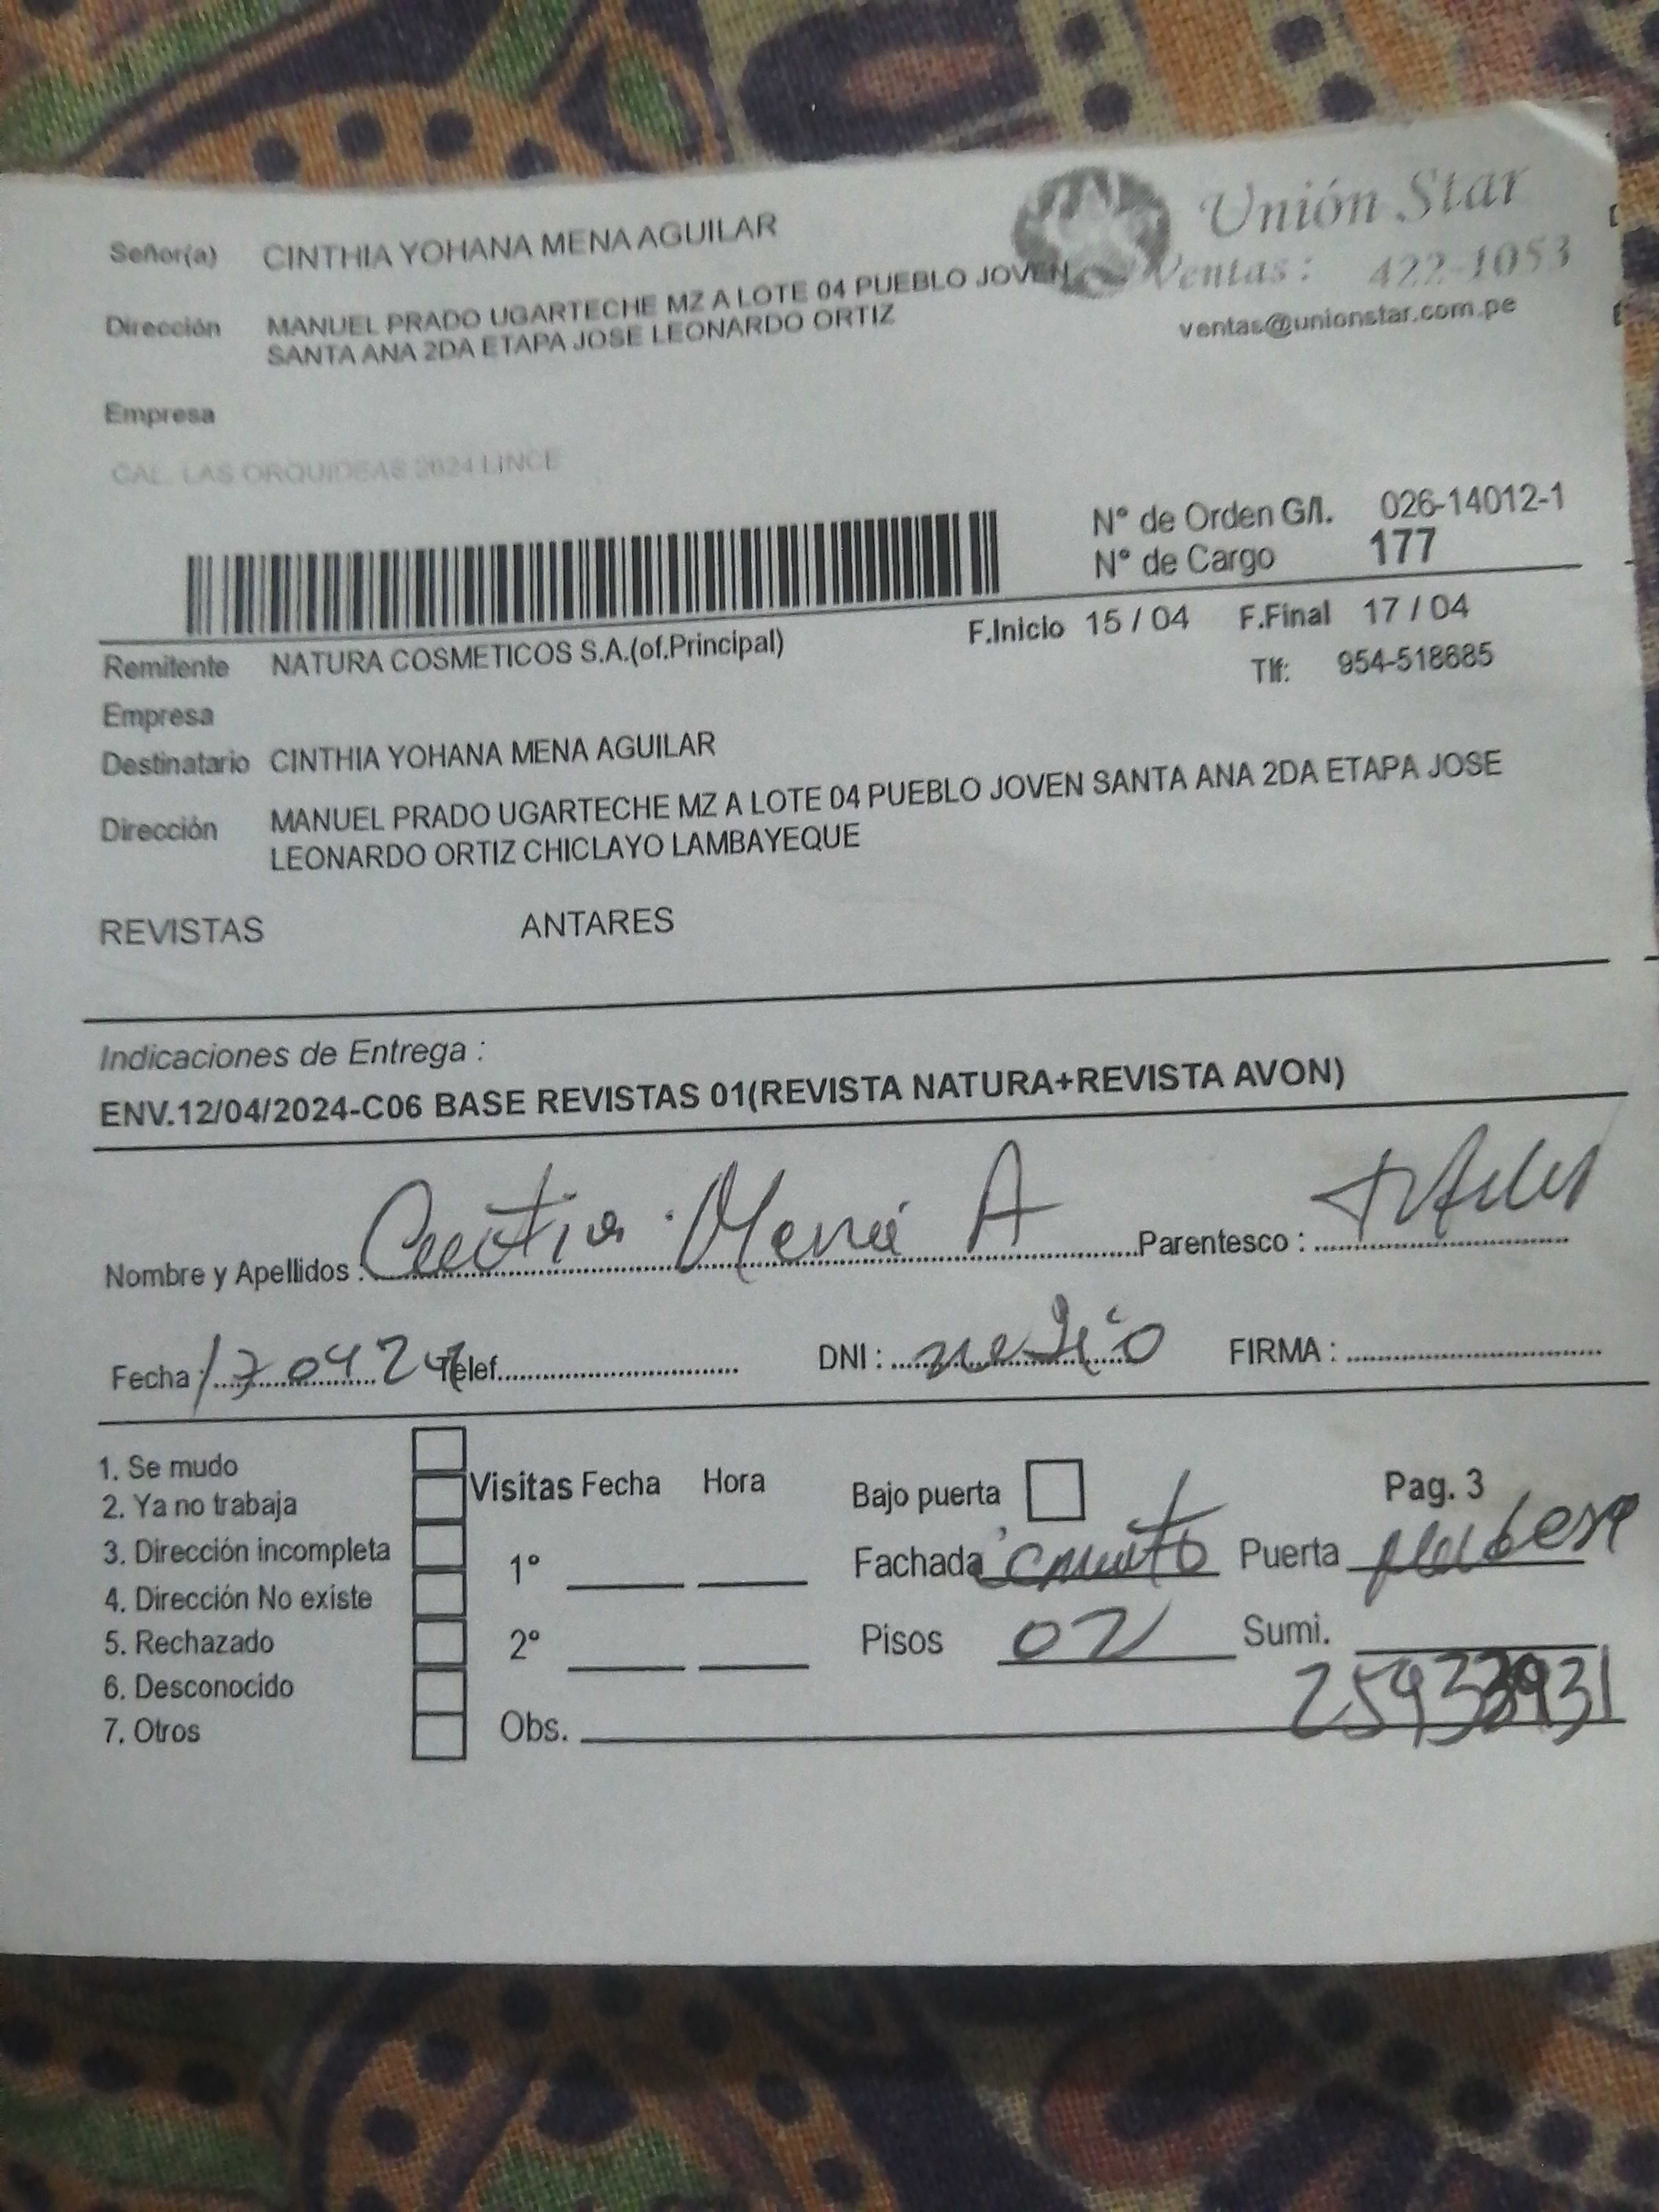 Unión Star
Señor(a) CINTHIA YOHANA MENA AGUILAR
Ventas : 422-1053
Dirección MANUEL PRADO UGARTECHE MZ A LOTE 04 PUEBLO JOVEN
SANTA ANA 2DA ETAPA JOSE LEONARDO ORTIZ
ventas@unionstar.com.pe
Empresa
CAL. LAS ORQUIDEAS 2624 LINCE
N° de Orden G/I. 026-14012-1
N° de Cargo 177
F.Inicio 15 / 04 F.Final 17 / 04
Remitente NATURA COSMETICOS S.A.(of.Principal)
Tlf: 954-518685
Empresa
Destinatario CINTHIA YOHANA MENA AGUILAR
Dirección MANUEL PRADO UGARTECHE MZ A LOTE 04 PUEBLO JOVEN SANTA ANA 2DA ETAPA JOSE
LEONARDO ORTIZ CHICLAYO LAMBAYEQUE
REVISTAS ANTARES
Indicaciones de Entrega :
ENV.12/04/2024-C06 BASE REVISTAS 01(REVISTA NATURA+REVISTA AVON)
Nombre y Apellidos : Mena A Parentesco :
Fecha : 17 04 24 Telef. DNI : FIRMA :
1. Se mudo
2. Ya no trabaja
3. Dirección incompleta
4. Dirección No existe
5. Rechazado
6. Desconocido
7. Otros
Visitas Fecha Hora
1°
2°
Obs.
Bajo puerta Pag. 3
Fachada Puerta
Pisos 02 Sumi.